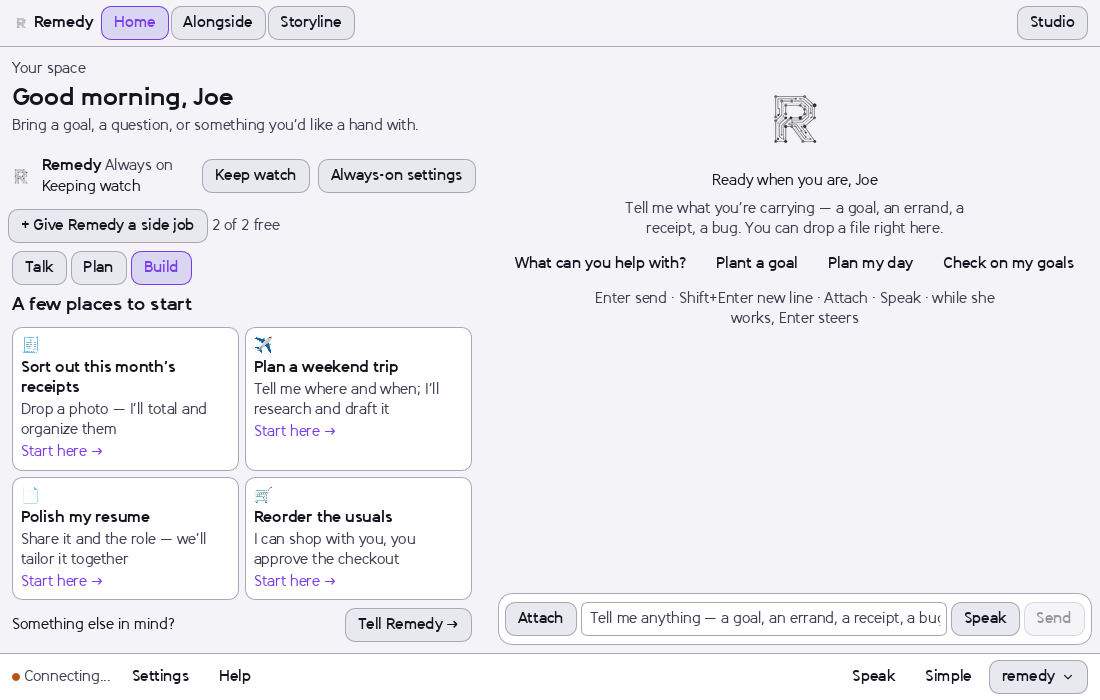 Remedy Home Alongside Storyline Studio
Your space
Good morning, Joe
Bring a goal, a question, or something you'd like a hand with.
Remedy Always on
Keeping watch
Keep watch Always-on settings
+ Give Remedy a side job 2 of 2 free
Talk Plan Build
A few places to start
Sort out this month's
receipts
Drop a photo — I'll total and
organize them
Start here →
Plan a weekend trip
Tell me where and when; I'll
research and draft it
Start here →
Polish my resume
Share it and the role — we'll
tailor it together
Start here →
Reorder the usuals
I can shop with you, you
approve the checkout
Start here →
Something else in mind? Tell Remedy →
Ready when you are, Joe
Tell me what you're carrying — a goal, an errand, a
receipt, a bug. You can drop a file right here.
What can you help with? Plant a goal Plan my day Check on my goals
Enter send · Shift+Enter new line · Attach · Speak · while she
works, Enter steers
Attach Tell me anything — a goal, an errand, a receipt, a bug Speak Send
Connecting... Settings Help Speak Simple remedy